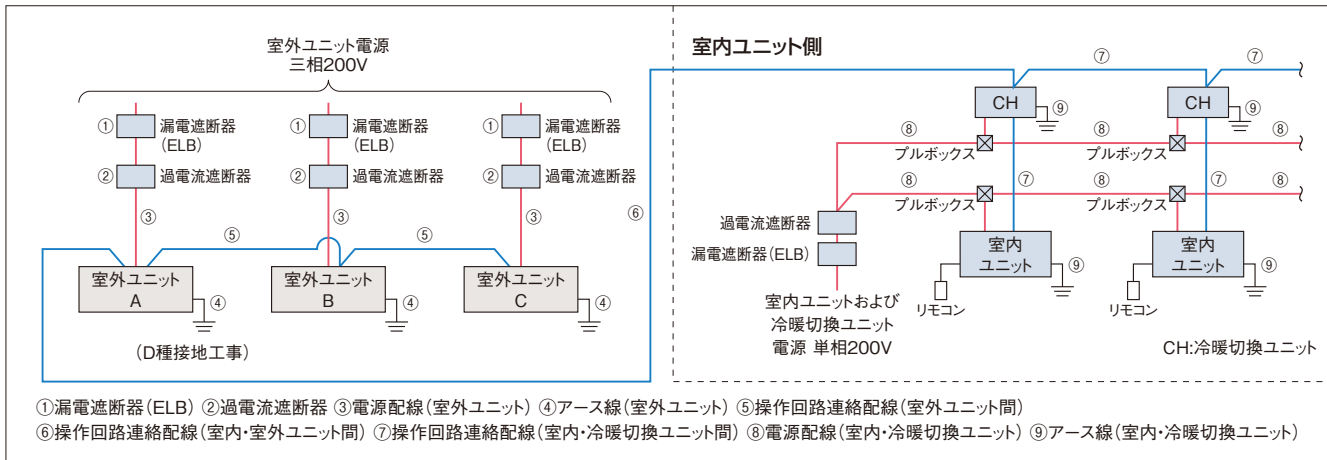 室外ユニット電源
三相200V
① 漏電遮断器
(ELB)
① 漏電遮断器
(ELB)
① 漏電遮断器
(ELB)
② 過電流遮断器
② 過電流遮断器
② 過電流遮断器
③
③
③
⑤
⑤
⑥
室外ユニット
A
④
室外ユニット
B
④
室外ユニット
C
④
(D種接地工事)
室内ユニット側
⑦
⑦
CH
⑨
CH
⑨
⑧
プルボックス
⑧
プルボックス
⑧
⑧
プルボックス
⑦
⑧
プルボックス
⑦
⑧
過電流遮断器
漏電遮断器(ELB)
室内
ユニット
⑨
リモコン
室内
ユニット
⑨
リモコン
室内ユニットおよび
冷暖切換ユニット
電源 単相200V
CH:冷暖切換ユニット
①漏電遮断器(ELB) ②過電流遮断器 ③電源配線(室外ユニット) ④アース線(室外ユニット) ⑤操作回路連絡配線(室外ユニット間)
⑥操作回路連絡配線(室内・室外ユニット間) ⑦操作回路連絡配線(室内・冷暖切換ユニット間) ⑧電源配線(室内・冷暖切換ユニット) ⑨アース線(室内・冷暖切換ユニット)